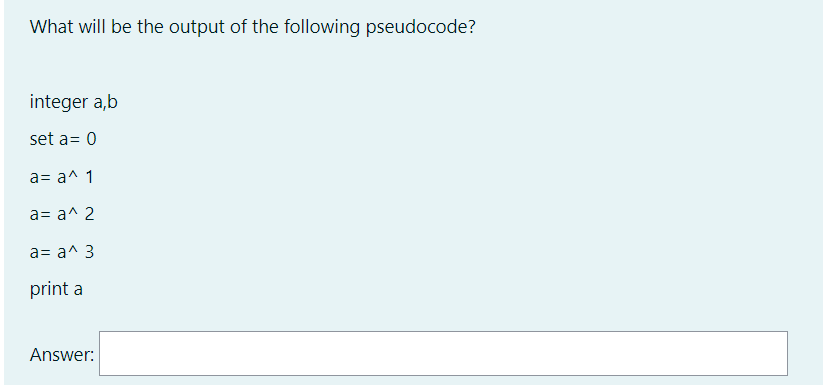 What will be the output of the following pseudocode?
integer a,b
set a= 0
a= a^ 1
a= a^ 2
a= a^ 3
print a
Answer: